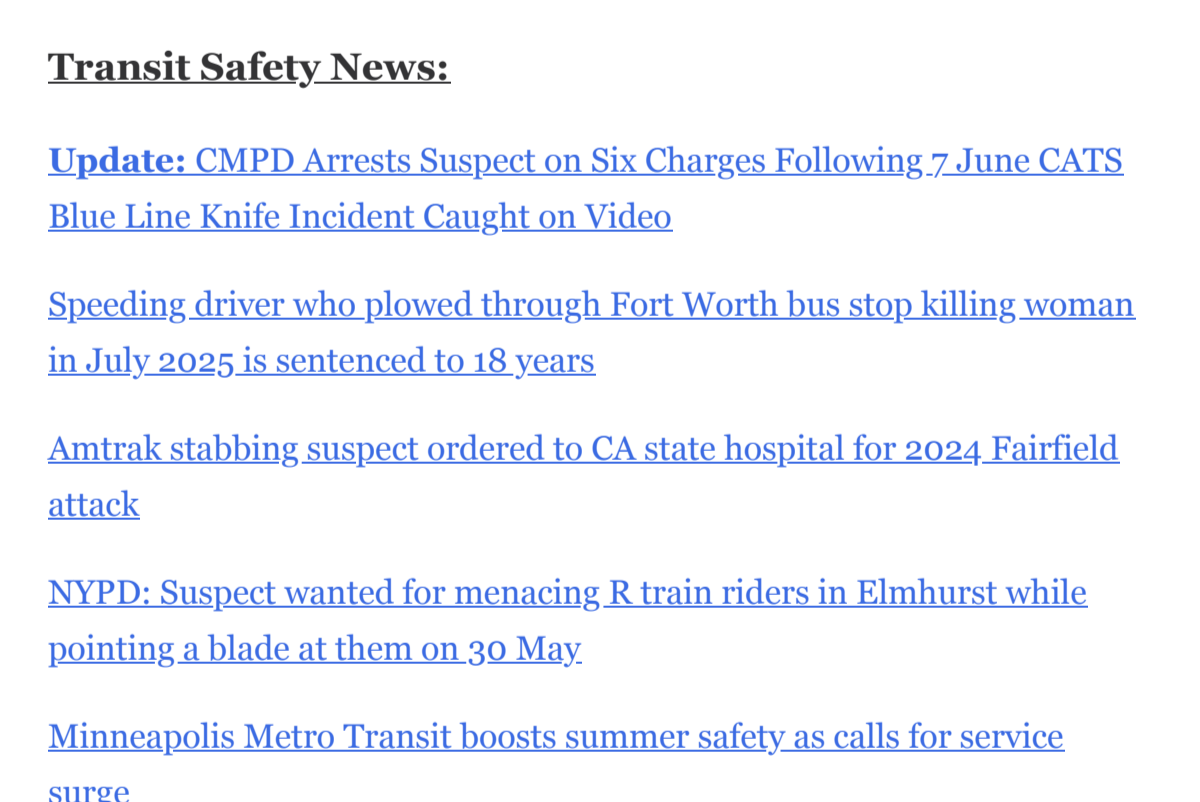 Transit Safety News:
Update: CMPD Arrests Suspect on Six Charges Following 7 June CATS
Blue Line Knife Incident Caught on Video
Speeding driver who plowed through Fort Worth bus stop killing woman
in July 2025 is sentenced to 18 years
Amtrak stabbing suspect ordered to CA state hospital for 2024 Fairfield
attack
NYPD: Suspect wanted for menacing R train riders in Elmhurst while
pointing a blade at them on 30 May
Minneapolis Metro Transit boosts summer safety as calls for service
surge